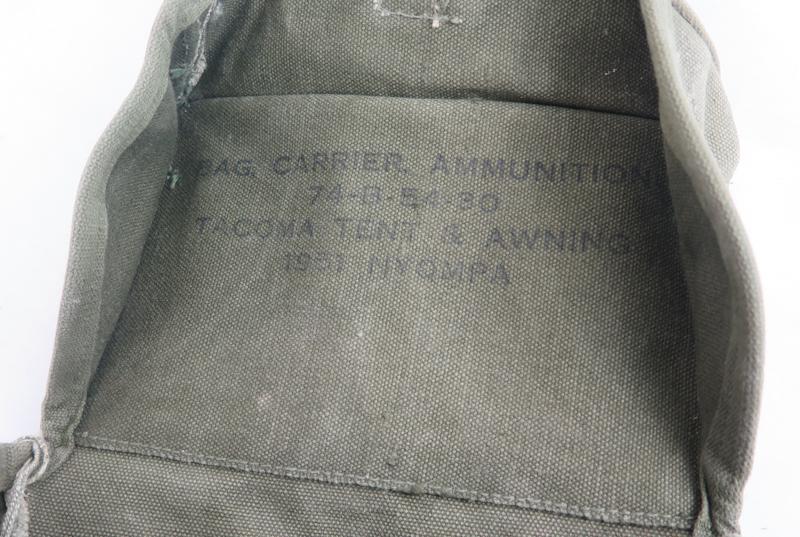 BAG, CARRIER, AMMUNITION
74-B-54-30
TACOMA TENT & AWNING
1951 NYQMPA